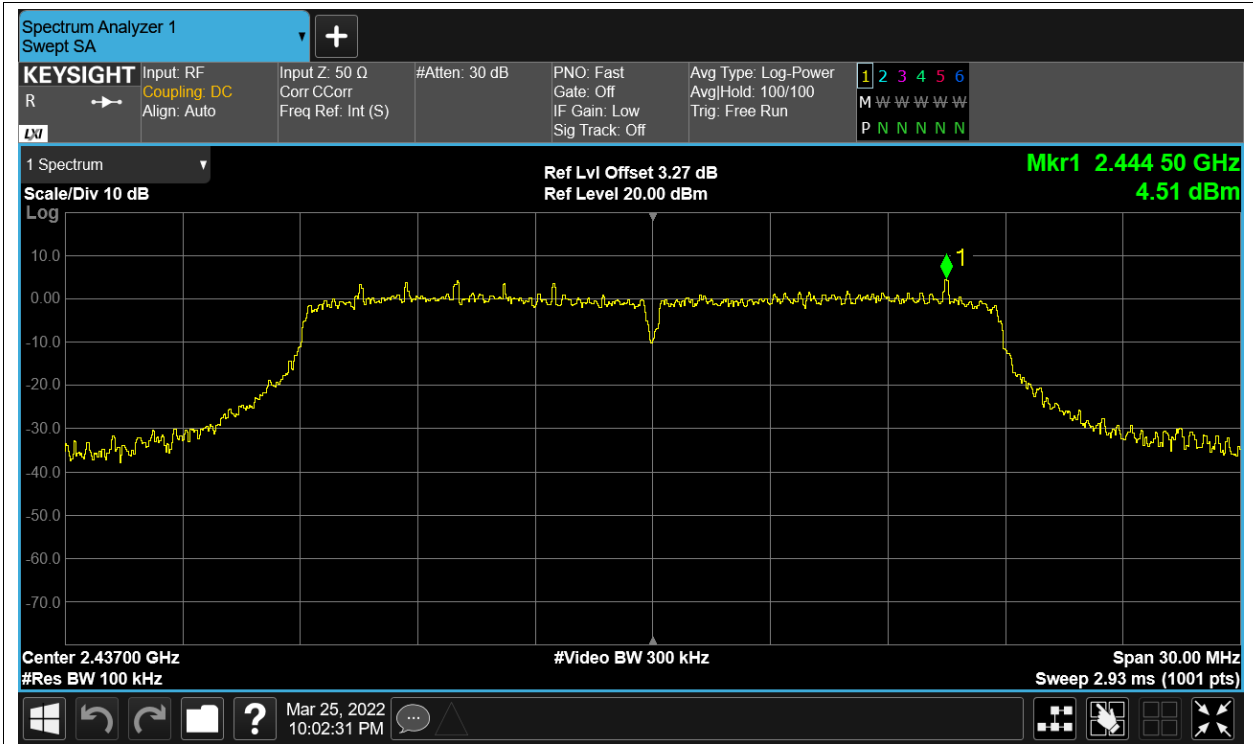 Spectrum Analyzer 1
Swept SA
+
KEYSIGHT
R
LXI
Input: RF
Coupling: DC
Align: Auto
Input Z: 50 Ω
Corr CCorr
Freq Ref: Int (S)
#Atten: 30 dB
PNO: Fast
Gate: Off
IF Gain: Low
Sig Track: Off
Avg Type: Log-Power
Avg|Hold: 100/100
Trig: Free Run
1 2 3 4 5 6
M W W W W W
P N N N N N
1 Spectrum
Scale/Div 10 dB
Log
Ref Lvl Offset 3.27 dB
Ref Level 20.00 dBm
Mkr1 2.444 50 GHz
4.51 dBm
1
10.0
0.00
-10.0
-20.0
-30.0
-40.0
-50.0
-60.0
-70.0
Center 2.43700 GHz
#Video BW 300 kHz
Span 30.00 MHz
#Res BW 100 kHz
Sweep 2.93 ms (1001 pts)
?
Mar 25, 2022
10:02:31 PM